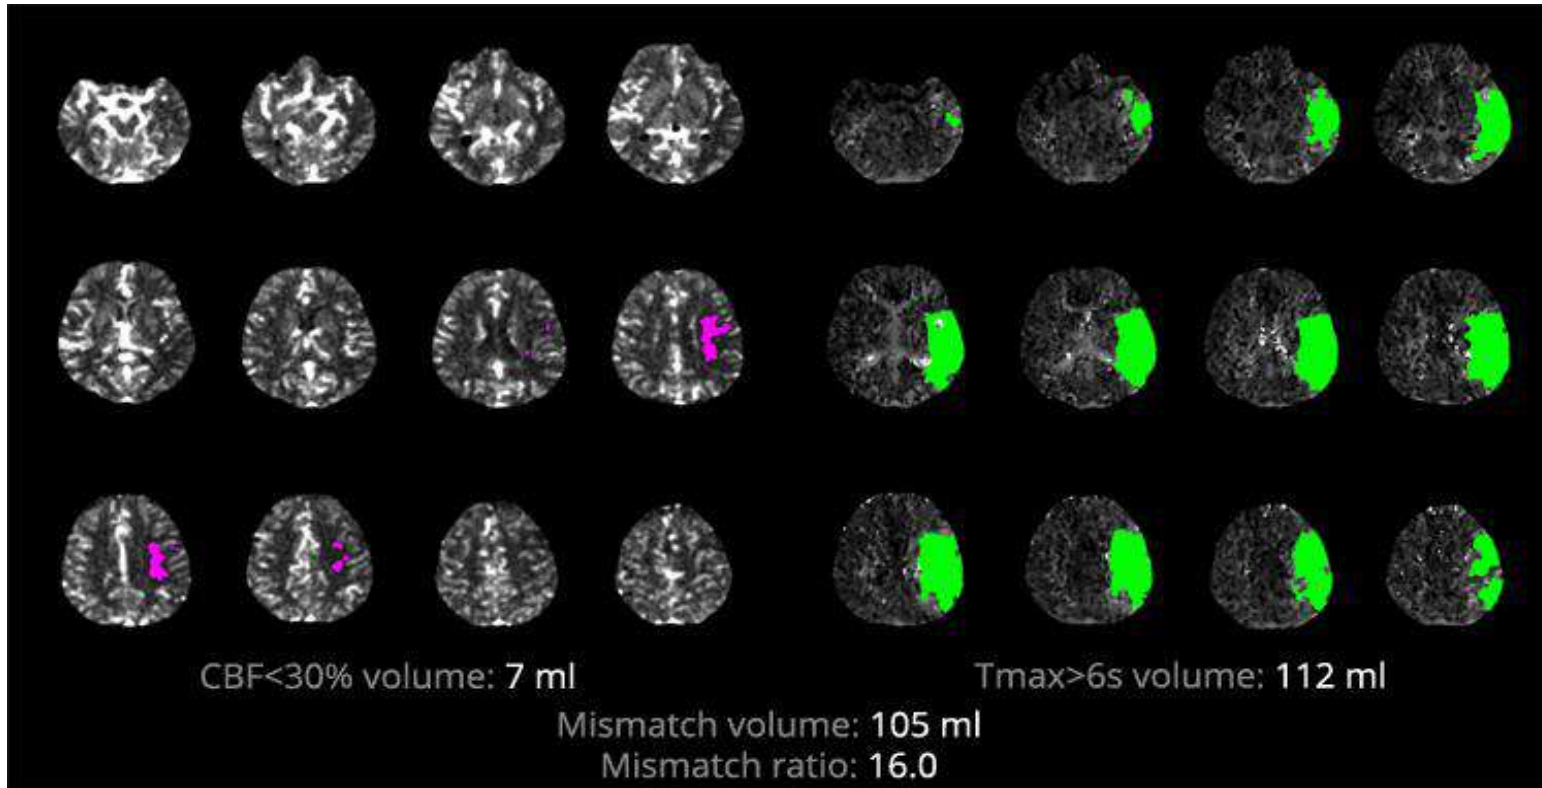 CBF<30% volume: 7 ml
Tmax>6s volume: 112 ml
Mismatch volume: 105 ml
Mismatch ratio: 16.0